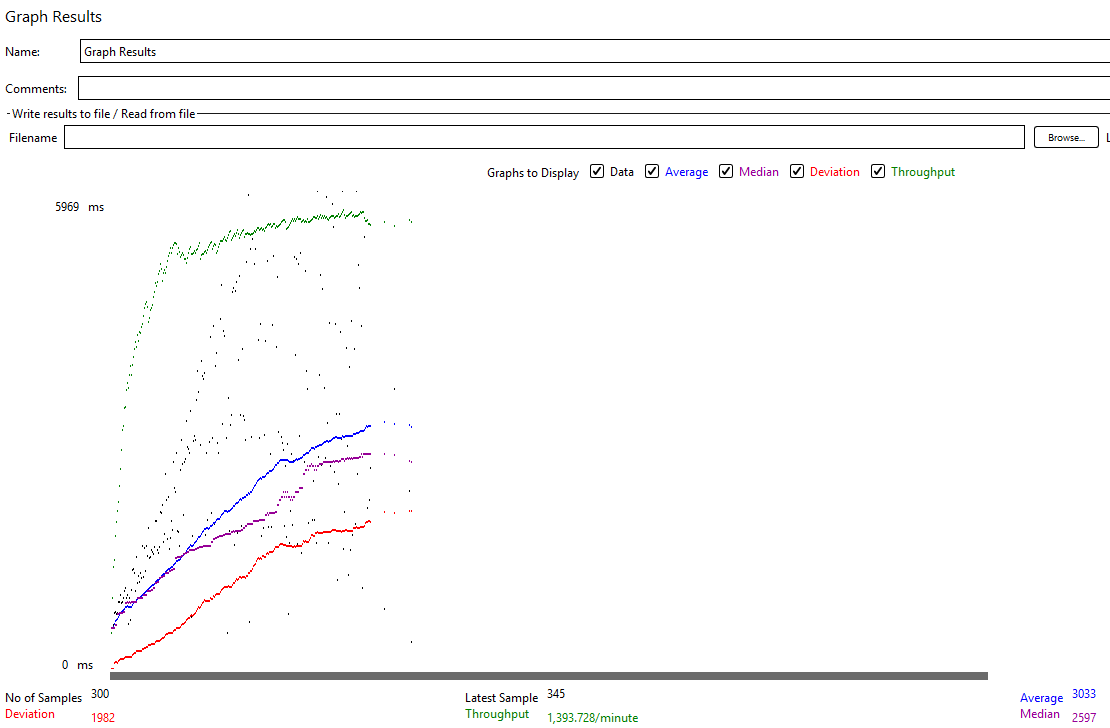 Graph Results
Name: Graph Results
Comments:
Write results to file / Read from file
Filename Browse... L
Graphs to Display Data Average Median Deviation Throughput
5969 ms
0 ms
No of Samples 300 Latest Sample 345 Average 3033
Deviation 1982 Throughput 1,393.728/minute Median 2597